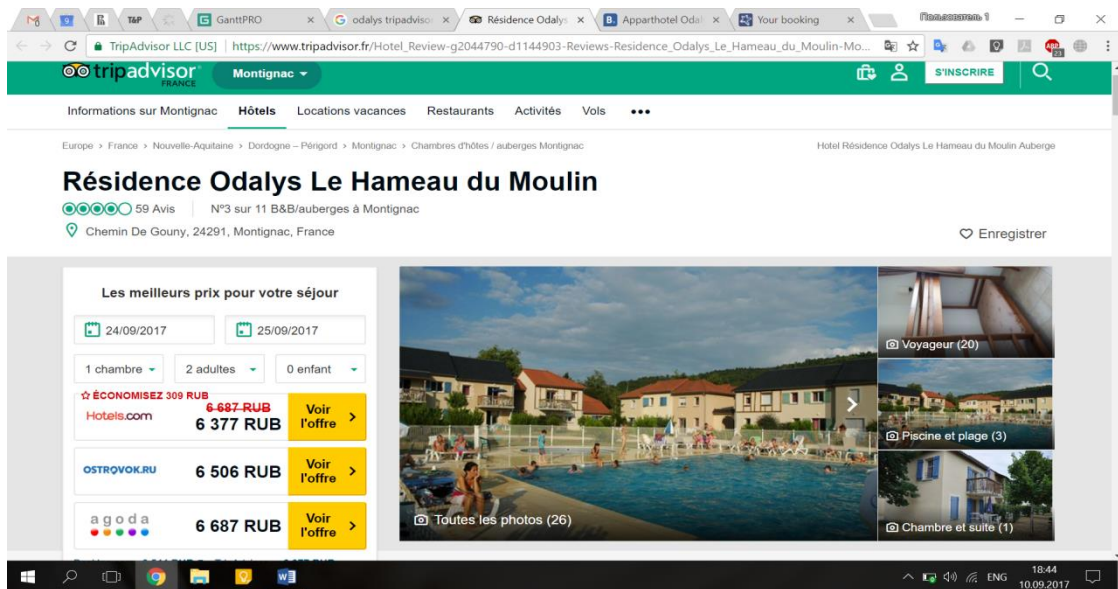 GanttPRO
odalys tripadviso
Résidence Odalys
Apparthotel Odal
Your booking
Пользователь 1
T&P
TripAdvisor LLC [US] | https://www.tripadvisor.fr/Hotel_Review-g2044790-d1144903-Reviews-Residence_Odalys_Le_Hameau_du_Moulin-Mo...
tripadvisor
FRANCE
Montignac
S'INSCRIRE
Informations sur Montignac Hôtels Locations vacances Restaurants Activités Vols
Europe > France > Nouvelle-Aquitaine > Dordogne – Périgord > Montignac > Chambres d'hôtes / auberges Montignac
Hotel Résidence Odalys Le Hameau du Moulin Auberge
Résidence Odalys Le Hameau du Moulin
59 Avis N°3 sur 11 B&B/auberges à Montignac
Chemin De Gouny, 24291, Montignac, France
Enregistrer
Les meilleurs prix pour votre séjour
24/09/2017 25/09/2017
1 chambre 2 adultes 0 enfant
ÉCONOMISEZ 309 RUB
Hotels.com 6 687 RUB
6 377 RUB
Voir
l'offre
OSTROVOK.RU 6 506 RUB
Voir
l'offre
agoda 6 687 RUB
Voir
l'offre
Toutes les photos (26)
Voyageur (20)
Piscine et plage (3)
Chambre et suite (1)
ENG
18:44
10.09.2017